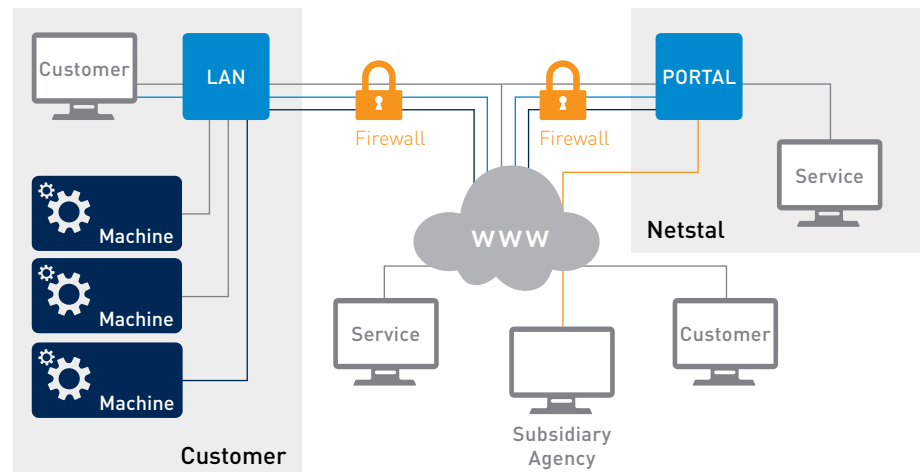 Customer
LAN
Firewall
Firewall
PORTAL
Service
Machine
Machine
Machine
Customer
www
Netstal
Service
Subsidiary
Agency
Customer